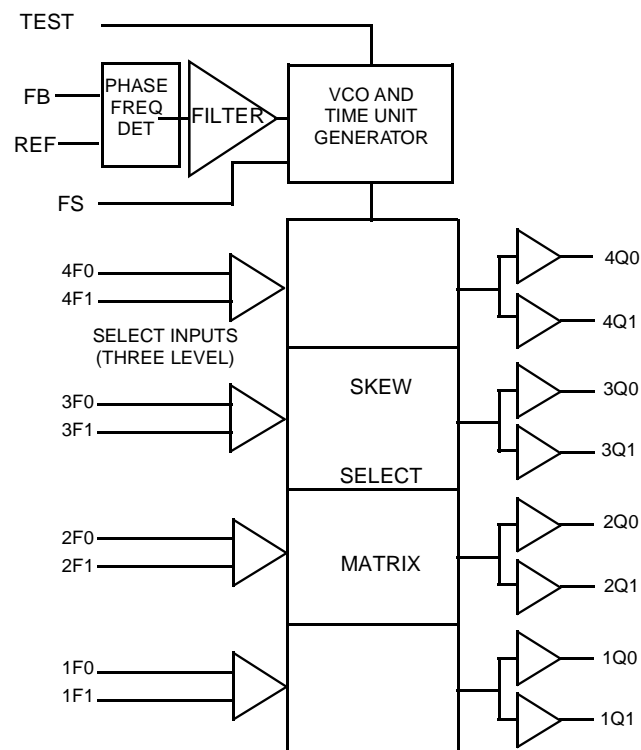 TEST
FB
REF
PHASE
FREQ
DET
FILTER
VCO AND
TIME UNIT
GENERATOR
FS
4F0
4F1
SELECT INPUTS
(THREE LEVEL)
3F0
3F1
2F0
2F1
1F0
1F1
SKEW
SELECT
MATRIX
4Q0
4Q1
3Q0
3Q1
2Q0
2Q1
1Q0
1Q1